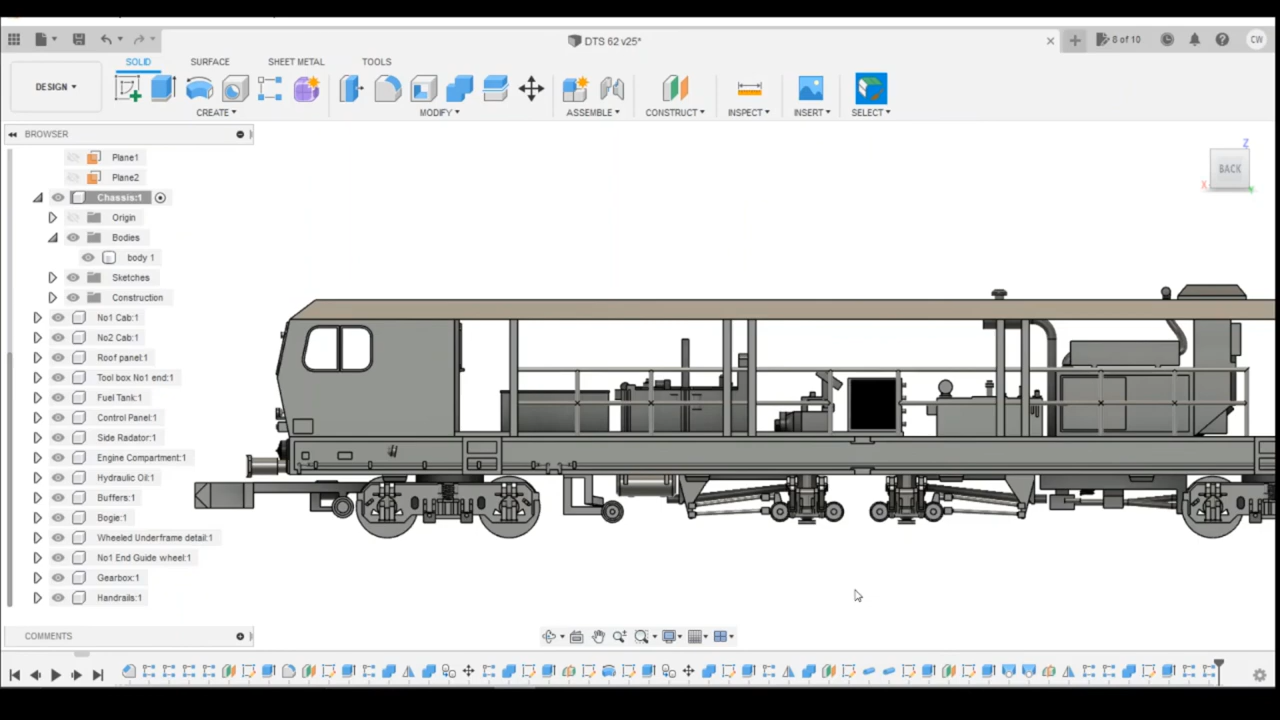 DTS 62 v25*
8 of 10
CW
SOLID
SURFACE
SHEET METAL
TOOLS
DESIGN
CREATE
MODIFY
ASSEMBLE
CONSTRUCT
INSPECT
INSERT
SELECT
BROWSER
Plane1
Plane2
Chassis:1
Origin
Bodies
body 1
Sketches
Construction
No1 Cab:1
No2 Cab:1
Roof panel:1
Tool box No1 end:1
Fuel Tank:1
Control Panel:1
Side Radator:1
Engine Compartment:1
Hydraulic Oil:1
Buffers:1
Bogie:1
Wheeled Underframe detail:1
No1 End Guide wheel:1
Gearbox:1
Handrails:1
COMMENTS
Z
BACK
X